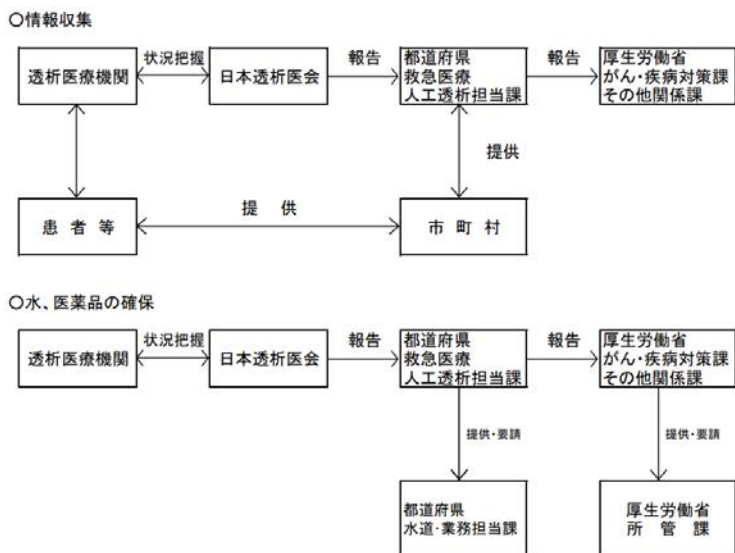 〇情報収集
透析医療機関
状況把握
日本透析医会
報告
都道府県
救急医療
人工透析担当課
報告
厚生労働省
がん・疾病対策課
その他関係課
提供
患者等
提　供
市町村
〇水、医薬品の確保
透析医療機関
状況把握
日本透析医会
報告
都道府県
救急医療
人工透析担当課
報告
厚生労働省
がん・疾病対策課
その他関係課
提供・要請
提供・要請
都道府県
水道・業務担当課
厚生労働省
所管課